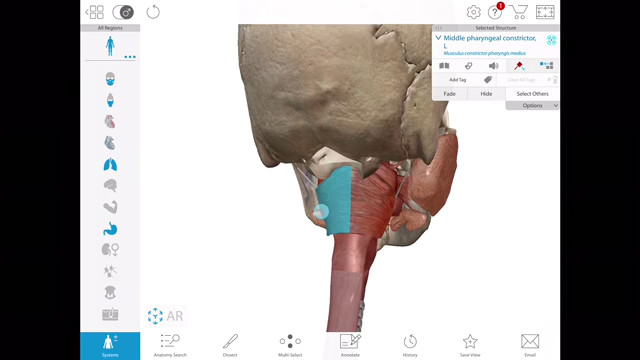 All Regions
Selected Structure
Middle pharyngeal constrictor,
L
Musculus constrictor pharyngis medius
Add Tag
Clear All Tags
Fade
Hide
Select Others
Options
1
AR
Systems
Anatomy Search
Dissect
Multi-Select
Annotate
History
Save View
Email